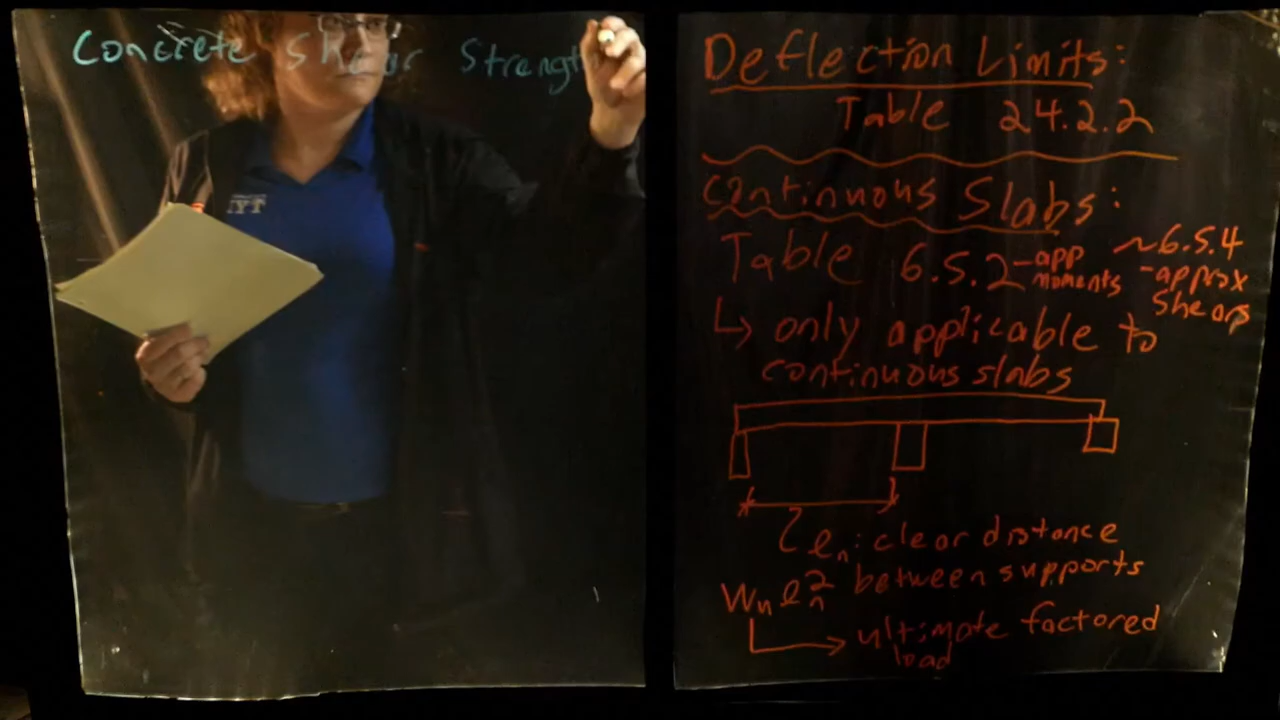 Concrete Shear Strength
Deflection Limits:
Table 24.2.2
Continuous Slabs:
Table 6.5.2 - app moments
~6.5.4
- approx
Shears
↳ only applicable to
continuous slabs
ln: clear distance
between supports
Wu ln²
ultimate factored
load